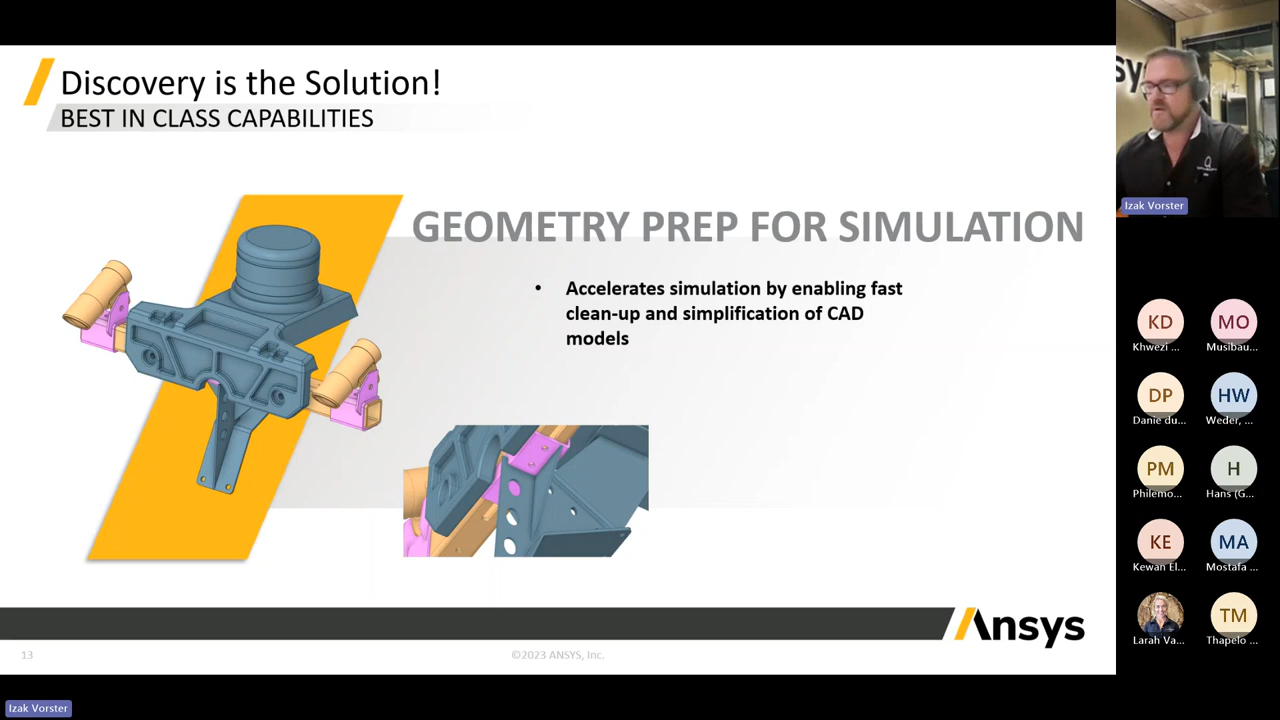 Discovery is the Solution!
BEST IN CLASS CAPABILITIES
GEOMETRY PREP FOR SIMULATION
• Accelerates simulation by enabling fast
clean-up and simplification of CAD
models
Ansys
13
©2023 ANSYS, Inc.
Izak Vorster
Izak Vorster
KD
MO
Khwezi ...
Musibau...
DP
HW
Danie du...
Weder, ...
PM
H
Philemo...
Hans (G...
KE
MA
Kewan El...
Mostafa ...
TM
Larah Va...
Thapelo ...